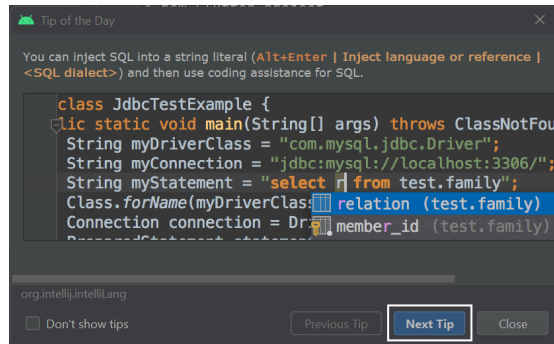 Tip of the Day
You can inject SQL into a string literal (Alt+Enter | Inject language or reference |
<SQL dialect>) and then use coding assistance for SQL.
class JdbcTestExample {
lic static void main(String[] args) throws ClassNotFou
String myDriverClass = "com.mysql.jdbc.Driver";
String myConnection = "jdbc:mysql://localhost:3306/";
String myStatement = "select r from test.family";
Class.forName(myDriverClas
relation (test.family)
Connection connection = Dr
member_id (test.family)
org.intellij.intelliLang
Don't show tips
Previous Tip
Next Tip
Close